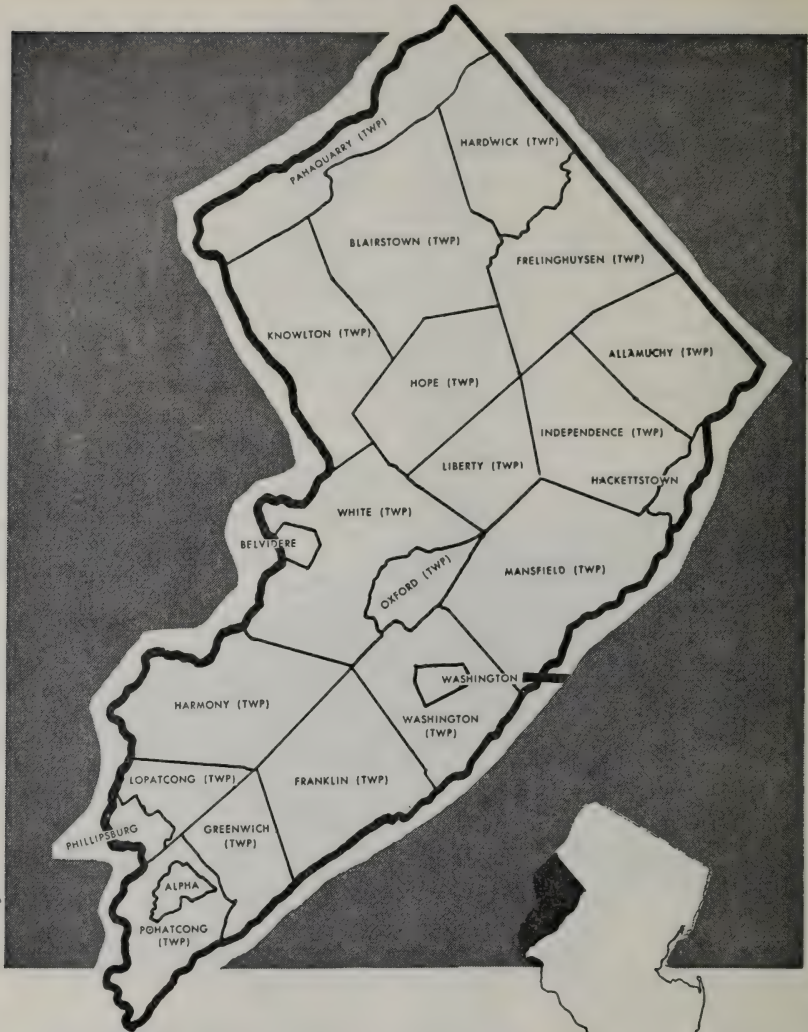 PAHAQUARRY (TWP)
HARDWICK (TWP)
BLAIRSTOWN (TWP)
FRELINGHUYSEN (TWP)
KNOWLTON (TWP)
ALLAMUCHY (TWP)
HOPE (TWP)
INDEPENDENCE (TWP)
LIBERTY (TWP)
HACKETTSTOWN
WHITE (TWP)
BELVIDERE
OXFORD (TWP)
MANSFIELD (TWP)
WASHINGTON
HARMONY (TWP)
WASHINGTON
(TWP)
LOPATCONG (TWP)
FRANKLIN (TWP)
PHILLIPSBURG
GREENWICH
(TWP)
ALPHA
POHATCONG
(TWP)